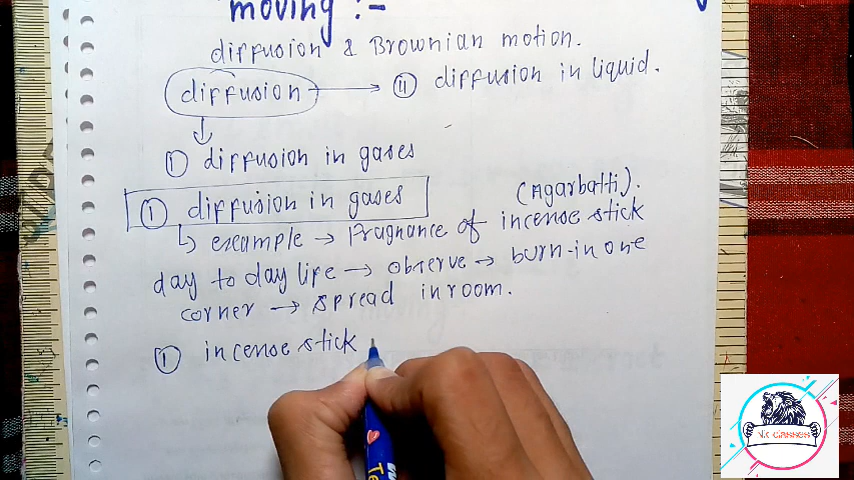 moving :-
diffusion & Brownian motion.
diffusion → (ii) diffusion in liquid.
① diffusion in gases
① diffusion in gases
(Agarbatti).
↳ example → Fragnance of incense stick
day to day life → observe → burn-in one
corner → spread in room.
① incense stick